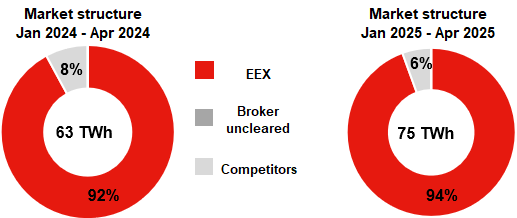 Market structure
Jan 2024 - Apr 2024
8%
63 TWh
92%
EEX
Broker
uncleared
Competitors
Market structure
Jan 2025 - Apr 2025
6%
75 TWh
94%